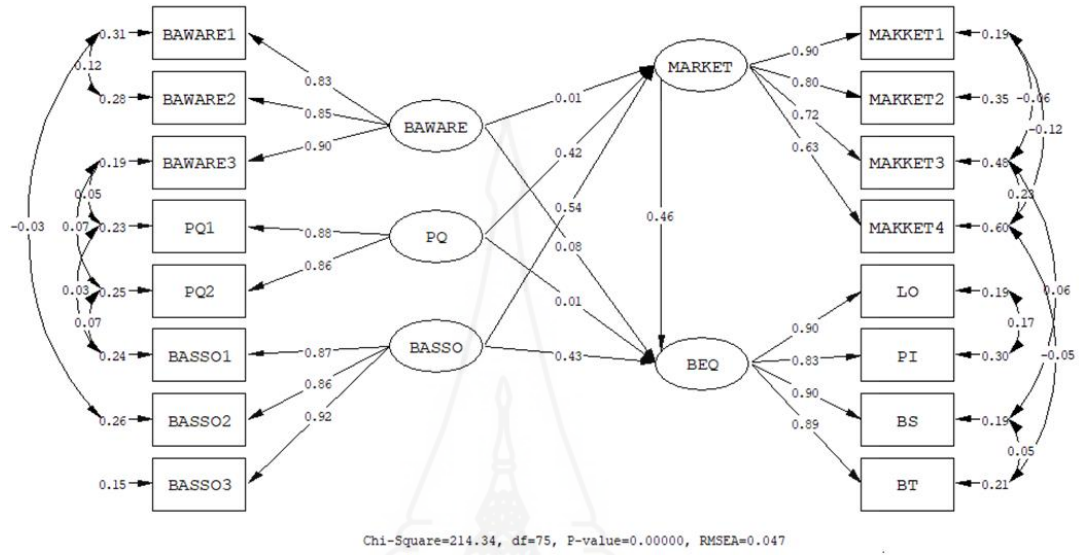 0.31 BAWARE1
0.12
0.28 BAWARE2
0.19 BAWARE3
0.05
-0.03
0.07 0.23 PQ1
0.25 PQ2
0.03
0.07
0.24 BASSO1
0.26 BASSO2
0.15 BASSO3
0.83
0.85
0.90
BAWARE
0.88
0.86
PQ
0.87
0.86
0.92
BASSO
0.01
0.42
0.54
0.08
0.01
0.43
0.46
MARKET
BEQ
0.90
0.80
0.72
0.63
0.90
0.83
0.90
0.89
MAKKET1 0.19
MAKKET2 0.35
-0.06
-0.12
MAKKET3 0.48
0.23
MAKKET4 0.60
LO 0.19
0.06
0.17
PI 0.30
-0.05
BS 0.19
0.05
BT 0.21
Chi-Square=214.34, df=75, P-value=0.00000, RMSEA=0.047